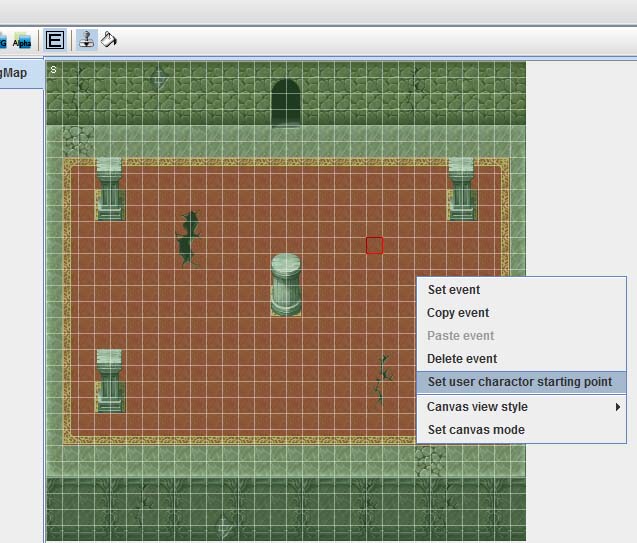 G
Alpha
E
gMap
S
Set event
Copy event
Paste event
Delete event
Set user charactor starting point
Canvas view style
Set canvas mode